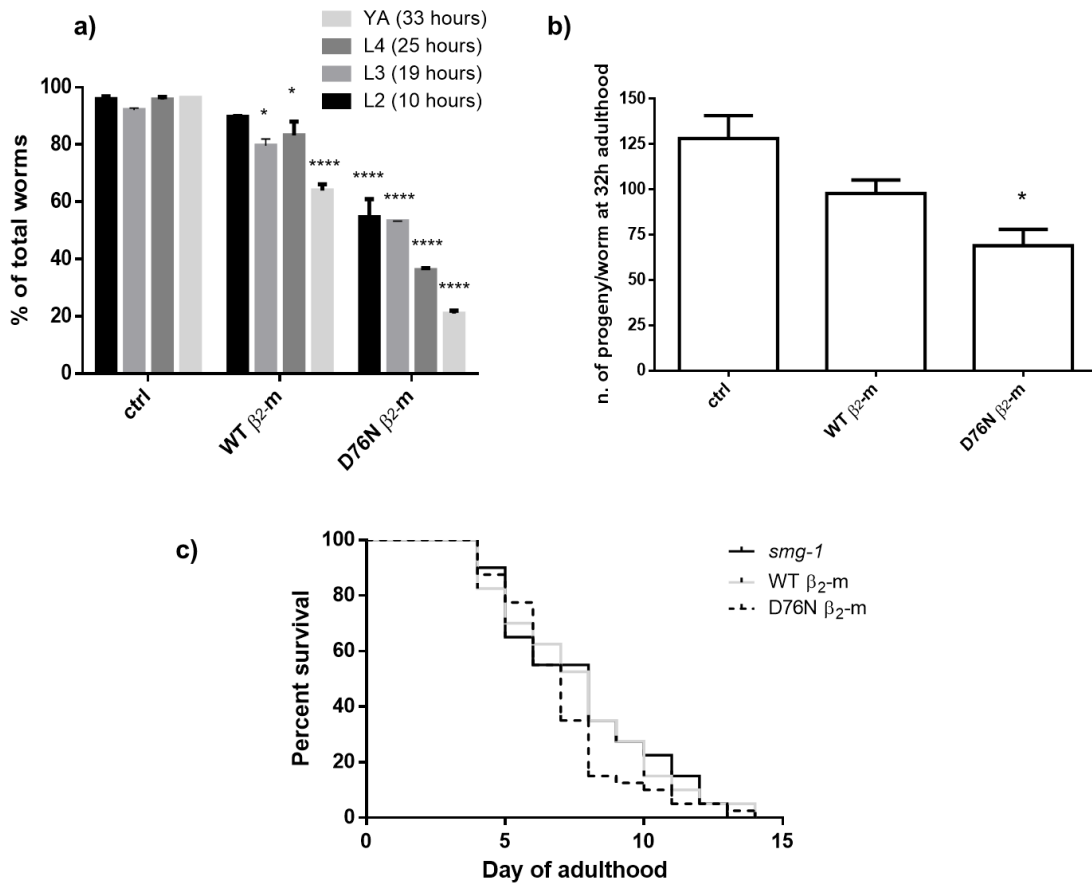 a)
YA (33 hours)
L4 (25 hours)
L3 (19 hours)
L2 (10 hours)
% of total worms
100
80
60
40
20
0
*
*
****
****
****
****
****
ctrl
WT β2-m
D76N β2-m
b)
n. of progeny/worm at 32h adulthood
150
125
100
75
50
25
0
*
ctrl
WT β2-m
D76N β2-m
c)
Percent survival
100
80
60
40
20
0
0
5
10
15
Day of adulthood
smg-1
WT β2-m
D76N β2-m